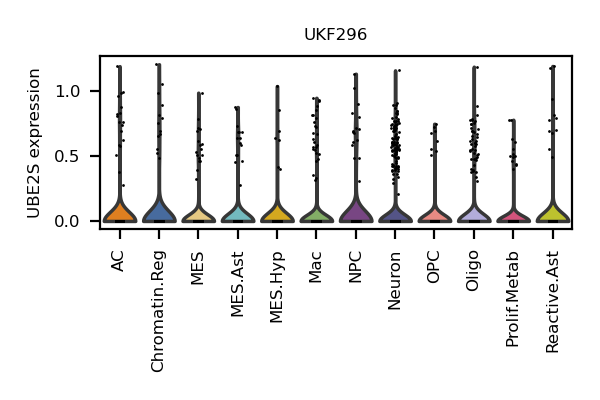 UKF296
UBE2S expression
1.0
0.5
0.0
AC
Chromatin.Reg
MES
MES.Ast
MES.Hyp
Mac
NPC
Neuron
OPC
Oligo
Prolif.Metab
Reactive.Ast